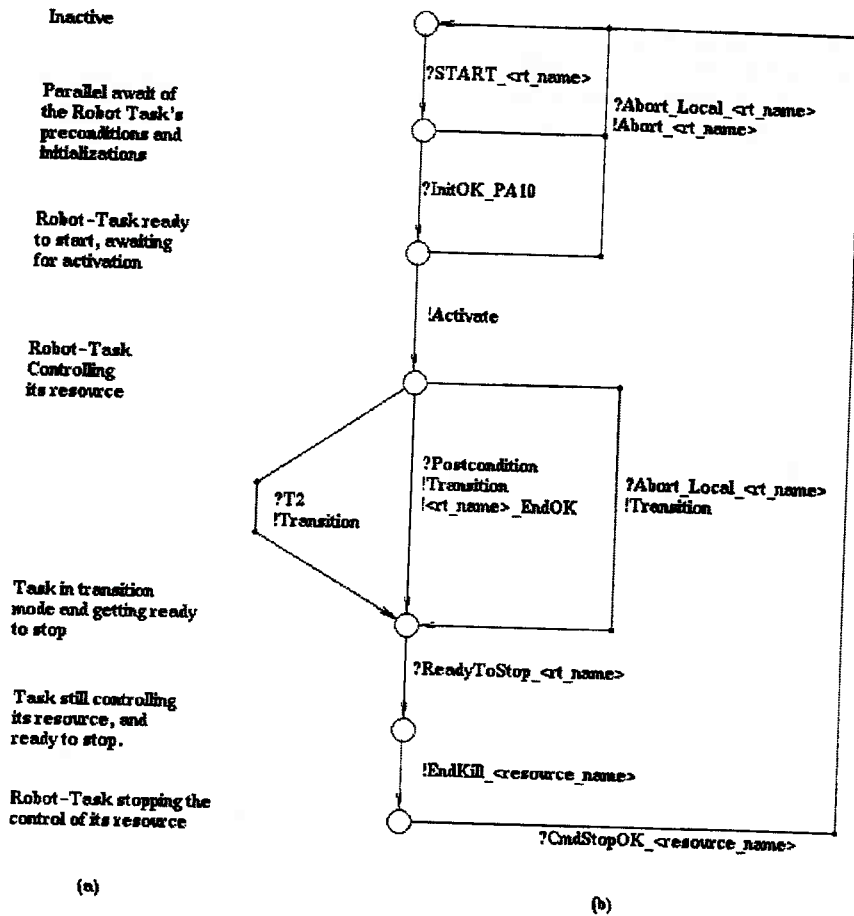 Inactive
?START_<rt_name>
Parallel await of
the Robot Task's
preconditions and
initializations
?Abort_Local_<rt_name>
!Abort_<rt_name>
?InitOK_PA10
Robot-Task ready
to start, awaiting
for activation
!Activate
Robot-Task
Controlling
its resource
?T2
!Transition
?Postcondition
!Transition
!<rt_name>_EndOK
?Abort_Local_<rt_name>
!Transition
Task in transition
mode and getting ready
to stop
?ReadyToStop_<rt_name>
Task still controlling
its resource, and
ready to stop.
!EndKill_<resource_name>
Robot-Task stopping the
control of its resource
?CmdStopOK_<resource_name>
(a)
(b)